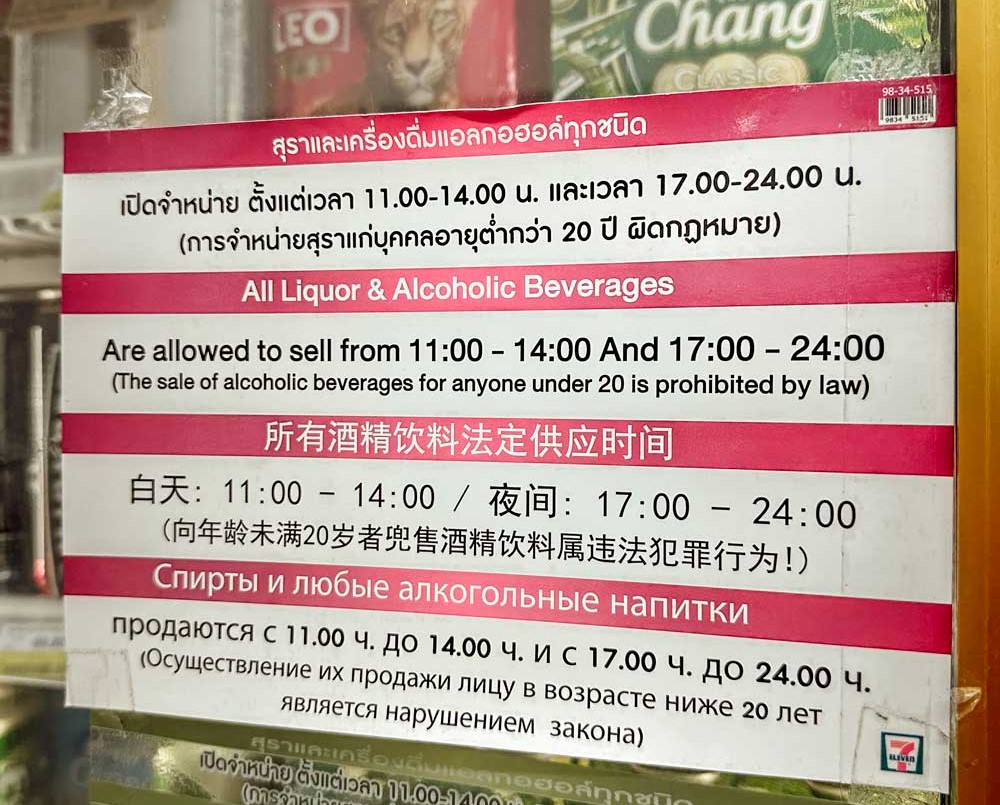 LEO
Chang
CLASSIC
98-34-515
9834 5151
สุราและเครื่องดื่มแอลกอฮอล์ทุกชนิด
เปิดจำหน่าย ตั้งแต่เวลา 11.00-14.00 น. และเวลา 17.00-24.00 น.
(การจำหน่ายสุราแก่บุคคลอายุต่ำกว่า 20 ปี ผิดกฎหมาย)
All Liquor & Alcoholic Beverages
Are allowed to sell from 11:00 – 14:00 And 17:00 – 24:00
(The sale of alcoholic beverages for anyone under 20 is prohibited by law)
所有酒精饮料法定供应时间
白天: 11:00 – 14:00 / 夜间: 17:00 – 24:00
(向年龄未满20岁者兜售酒精饮料属违法犯罪行为!)
Спирты и любые алкогольные напитки
продаются с 11.00 ч. до 14.00 ч. и с 17.00 ч. до 24.00 ч.
(Осуществление их продажи лицу в возрасте ниже 20 лет
является нарушением закона)
7
ELEVEN
สุราและเครื่องดื่มแอลกอฮอล์ทุกชนิด
เปิดจำหน่าย ตั้งแต่เวลา 11.00-14.00
(การจำหน่าย